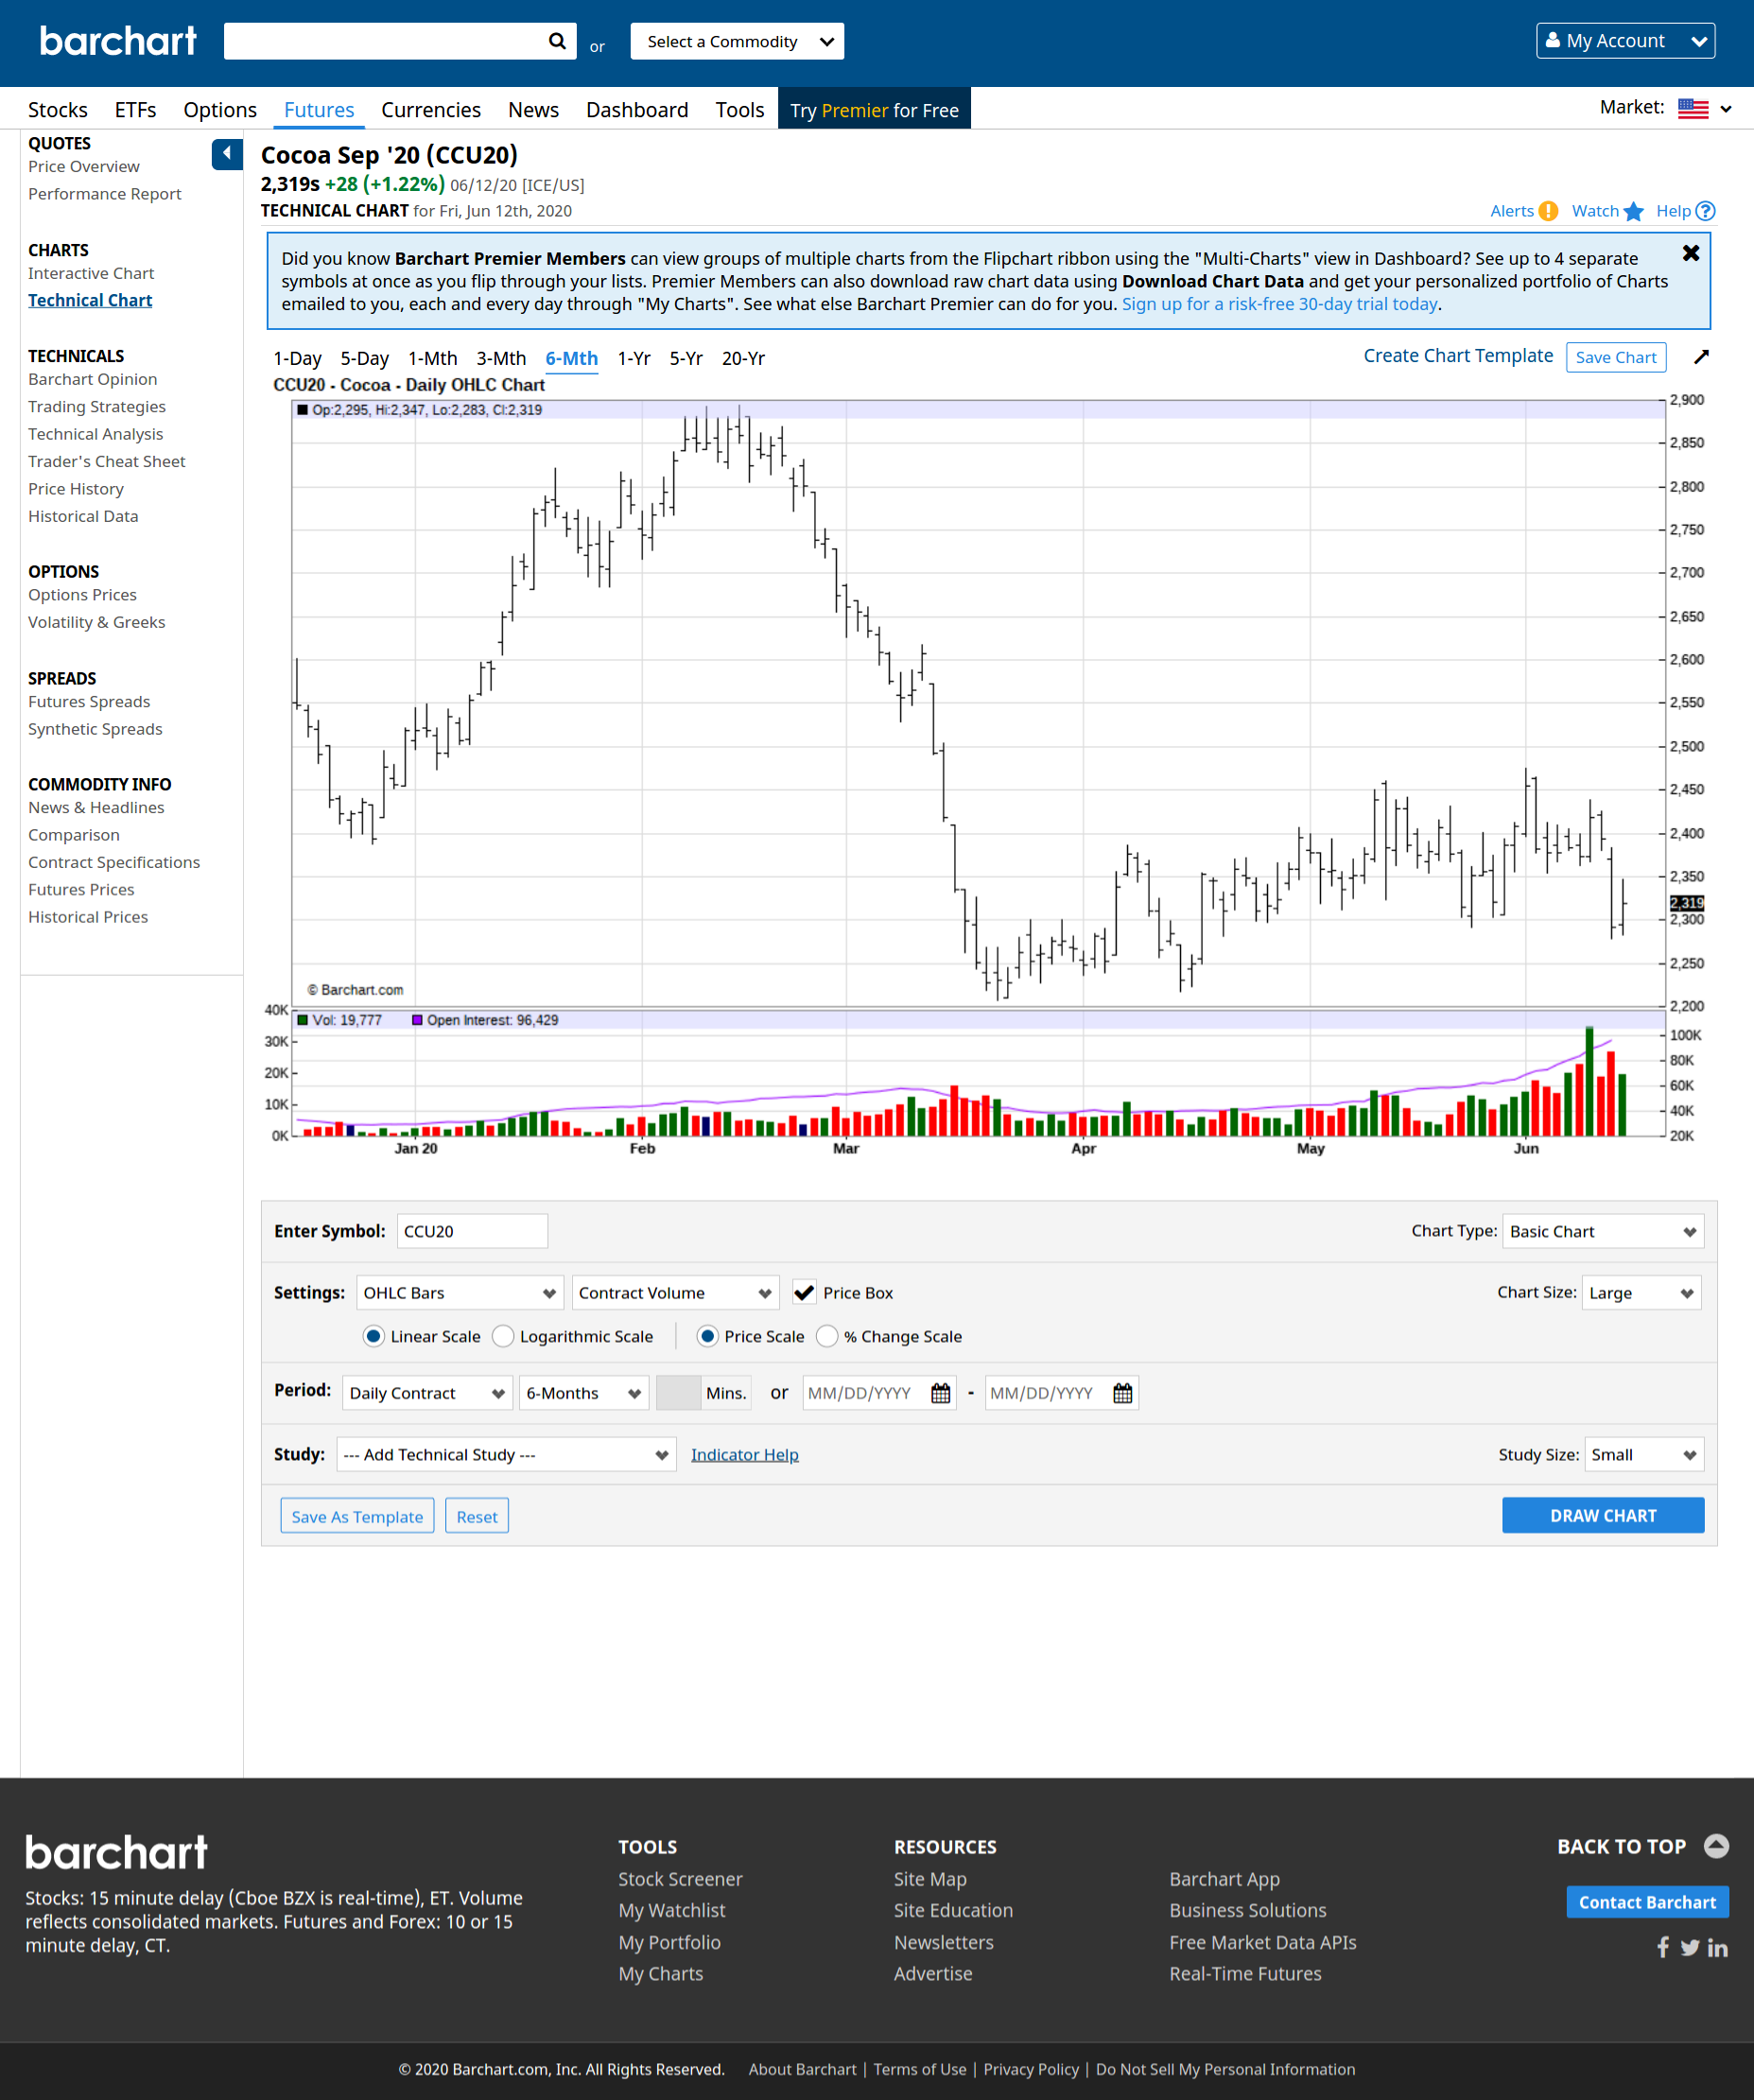 barchart
or
Select a Commodity
My Account
Stocks ETFs Options Futures Currencies News Dashboard Tools Try Premier for Free
Market:
QUOTES
Price Overview
Performance Report
CHARTS
Interactive Chart
Technical Chart
TECHNICALS
Barchart Opinion
Trading Strategies
Technical Analysis
Trader's Cheat Sheet
Price History
Historical Data
OPTIONS
Options Prices
Volatility & Greeks
SPREADS
Futures Spreads
Synthetic Spreads
COMMODITY INFO
News & Headlines
Comparison
Contract Specifications
Futures Prices
Historical Prices
Cocoa Sep '20 (CCU20)
2,319s +28 (+1.22%) 06/12/20 [ICE/US]
TECHNICAL CHART for Fri, Jun 12th, 2020
Alerts Watch Help
Did you know Barchart Premier Members can view groups of multiple charts from the Flipchart ribbon using the "Multi-Charts" view in Dashboard? See up to 4 separate
symbols at once as you flip through your lists. Premier Members can also download raw chart data using Download Chart Data and get your personalized portfolio of Charts
emailed to you, each and every day through "My Charts". See what else Barchart Premier can do for you. Sign up for a risk-free 30-day trial today.
1-Day 5-Day 1-Mth 3-Mth 6-Mth 1-Yr 5-Yr 20-Yr
Create Chart Template
Save Chart
CCU20 - Cocoa - Daily OHLC Chart
Op:2,295, Hi:2,347, Lo:2,283, Cl:2,319
2,900
2,850
2,800
2,750
2,700
2,650
2,600
2,550
2,500
2,450
2,400
2,350
2,319
2,300
2,250
2,200
© Barchart.com
Vol: 19,777 Open Interest: 96,429
40K
30K
20K
10K
0K
100K
80K
60K
40K
20K
Jan 20 Feb Mar Apr May Jun
Enter Symbol: CCU20
Chart Type: Basic Chart
Settings: OHLC Bars Contract Volume Price Box
Chart Size: Large
Linear Scale Logarithmic Scale Price Scale % Change Scale
Period: Daily Contract 6-Months Mins. or MM/DD/YYYY - MM/DD/YYYY
Study: --- Add Technical Study --- Indicator Help
Study Size: Small
Save As Template Reset
DRAW CHART
barchart
Stocks: 15 minute delay (Cboe BZX is real-time), ET. Volume
reflects consolidated markets. Futures and Forex: 10 or 15
minute delay, CT.
TOOLS
Stock Screener
My Watchlist
My Portfolio
My Charts
RESOURCES
Site Map
Site Education
Newsletters
Advertise
Barchart App
Business Solutions
Free Market Data APIs
Real-Time Futures
BACK TO TOP
Contact Barchart
© 2020 Barchart.com, Inc. All Rights Reserved. About Barchart | Terms of Use | Privacy Policy | Do Not Sell My Personal Information